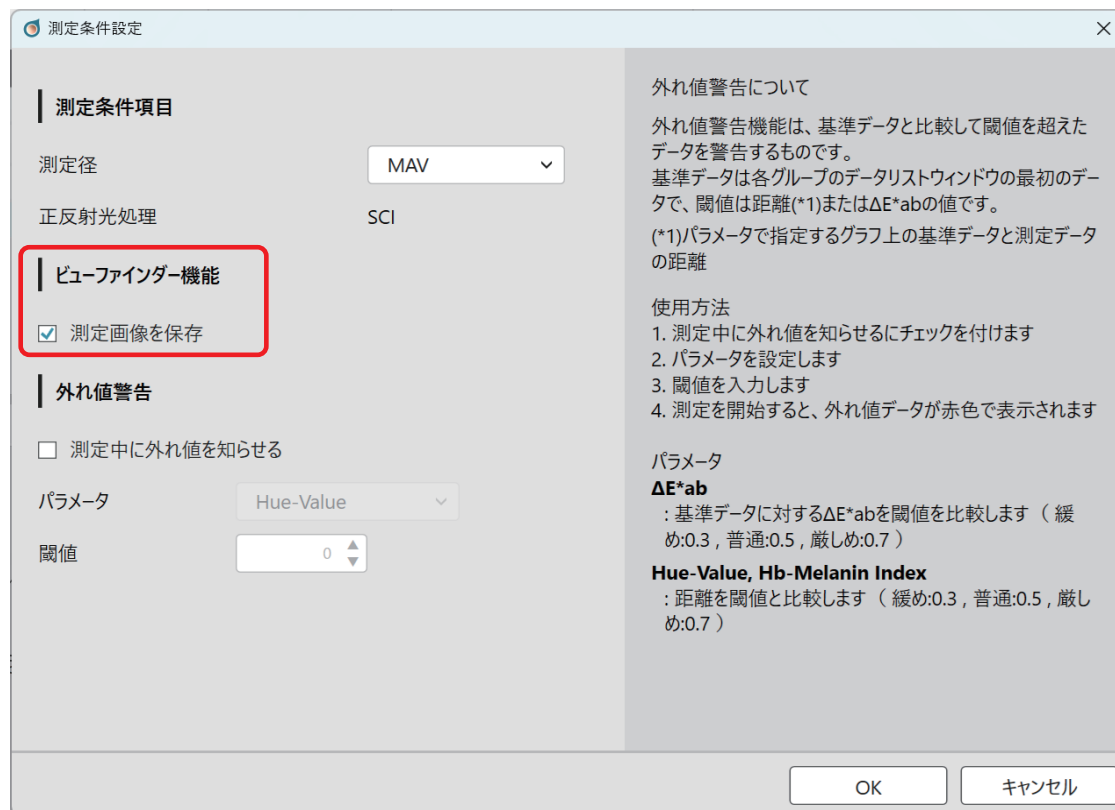 測定条件設定
測定条件項目
測定径
MAV
正反射光処理
SCI
ビューファインダー機能
測定画像を保存
外れ値警告
測定中に外れ値を知らせる
パラメータ
Hue-Value
閾値
0
外れ値警告について
外れ値警告機能は、基準データと比較して閾値を超えた
データを警告するものです。
基準データは各グループのデータリストウィンドウの最初のデー
タで、閾値は距離(*1)またはΔE*abの値です。
(*1)パラメータで指定するグラフ上の基準データと測定データ
の距離
使用方法
1. 測定中に外れ値を知らせるにチェックを付けます
2. パラメータを設定します
3. 閾値を入力します
4. 測定を開始すると、外れ値データが赤色で表示されます
パラメータ
ΔE*ab
：基準データに対するΔE*abを閾値を比較します（ 緩
め:0.3 , 普通:0.5 , 厳しめ:0.7 ）
Hue-Value, Hb-Melanin Index
：距離を閾値と比較します（ 緩め:0.3 , 普通:0.5 , 厳し
め:0.7 ）
OK
キャンセル